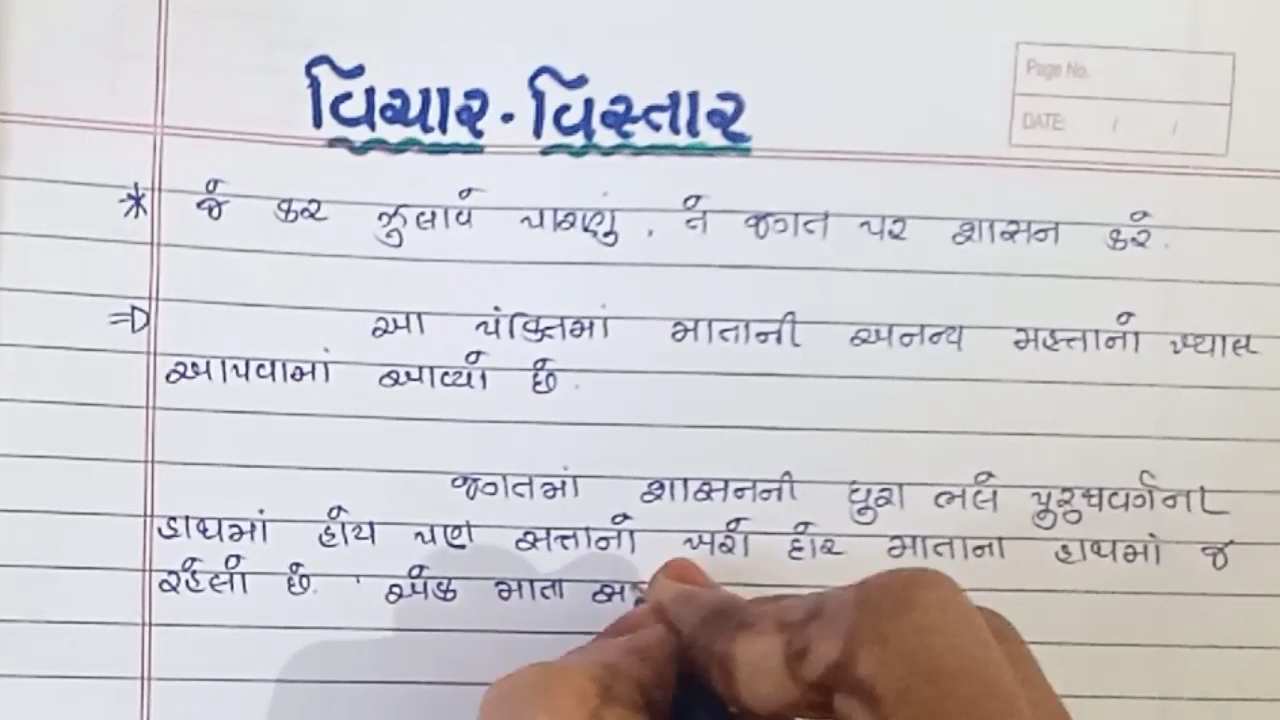 વિચાર - વિસ્તાર
Page No.
DATE: / /
* જે કર ઝુલાવે પારણું, તે જગત પર શાસન કરે.
⇒ આ પંક્તિમાં માતાની અનન્ય મહત્તાનો ખ્યાલ
આપવામાં આવ્યો છે.
જગતમાં શાસનની ધુરા ભલે પુરુષવર્ગના
હાથમાં હોય પણ સત્તાનો ખરો દોર માતાના હાથમાં જ
રહેલો છે. 'એક માતા